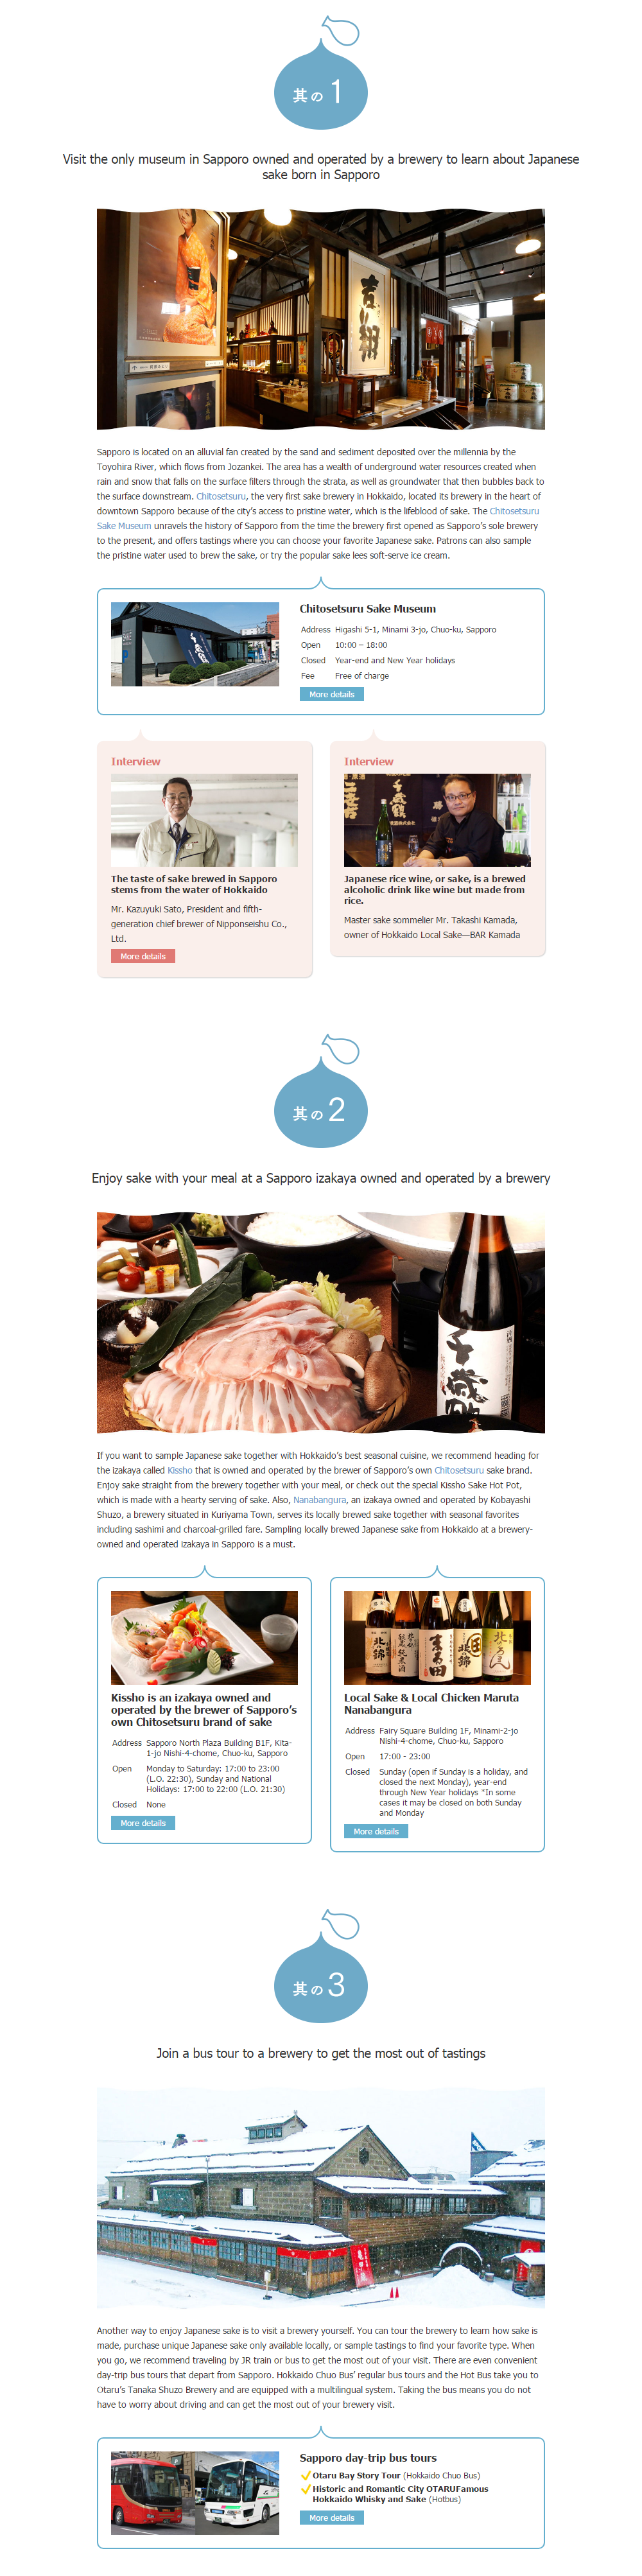 其の1
Visit the only museum in Sapporo owned and operated by a brewery to learn about Japanese
sake born in Sapporo
吉翔
Sapporo is located on an alluvial fan created by the sand and sediment deposited over the millennia by the
Toyohira River, which flows from Jozankei. The area has a wealth of underground water resources created when
rain and snow that falls on the surface filters through the strata, as well as groundwater that then bubbles back to
the surface downstream. Chitosetsuru, the very first sake brewery in Hokkaido, located its brewery in the heart of
downtown Sapporo because of the city’s access to pristine water, which is the lifeblood of sake. The Chitosetsuru
Sake Museum unravels the history of Sapporo from the time the brewery first opened as Sapporo’s sole brewery
to the present, and offers tastings where you can choose your favorite Japanese sake. Patrons can also sample
the pristine water used to brew the sake, or try the popular sake lees soft-serve ice cream.
Chitosetsuru Sake Museum
Address Higashi 5-1, Minami 3-jo, Chuo-ku, Sapporo
Open 10:00 – 18:00
Closed Year-end and New Year holidays
Fee Free of charge
More details
Interview
The taste of sake brewed in Sapporo
stems from the water of Hokkaido
Mr. Kazuyuki Sato, President and fifth-
generation chief brewer of Nipponseishu Co.,
Ltd.
More details
Interview
千歳鶴
Japanese rice wine, or sake, is a brewed
alcoholic drink like wine but made from
rice.
Master sake sommelier Mr. Takashi Kamada,
owner of Hokkaido Local Sake—BAR Kamada
其の2
Enjoy sake with your meal at a Sapporo izakaya owned and operated by a brewery
千歳鶴
If you want to sample Japanese sake together with Hokkaido’s best seasonal cuisine, we recommend heading for
the izakaya called Kissho that is owned and operated by the brewer of Sapporo’s own Chitosetsuru sake brand.
Enjoy sake straight from the brewery together with your meal, or check out the special Kissho Sake Hot Pot,
which is made with a hearty serving of sake. Also, Nanabangura, an izakaya owned and operated by Kobayashi
Shuzo, a brewery situated in Kuriyama Town, serves its locally brewed sake together with seasonal favorites
including sashimi and charcoal-grilled fare. Sampling locally brewed Japanese sake from Hokkaido at a brewery-
owned and operated izakaya in Sapporo is a must.
Kissho is an izakaya owned and
operated by the brewer of Sapporo’s
own Chitosetsuru brand of sake
Address Sapporo North Plaza Building B1F, Kita-
1-jo Nishi-4-chome, Chuo-ku, Sapporo
Open Monday to Saturday: 17:00 to 23:00
(L.O. 22:30), Sunday and National
Holidays: 17:00 to 22:00 (L.O. 21:30)
Closed None
More details
北の錦 まる田 北の錦
Local Sake & Local Chicken Maruta
Nanabangura
Address Fairy Square Building 1F, Minami-2-jo
Nishi-4-chome, Chuo-ku, Sapporo
Open 17:00 - 23:00
Closed Sunday (open if Sunday is a holiday, and
closed the next Monday), year-end
through New Year holidays *In some
cases it may be closed on both Sunday
and Monday
More details
其の3
Join a bus tour to a brewery to get the most out of tastings
Another way to enjoy Japanese sake is to visit a brewery yourself. You can tour the brewery to learn how sake is
made, purchase unique Japanese sake only available locally, or sample tastings to find your favorite type. When
you go, we recommend traveling by JR train or bus to get the most out of your visit. There are even convenient
day-trip bus tours that depart from Sapporo. Hokkaido Chuo Bus’ regular bus tours and the Hot Bus take you to
Otaru’s Tanaka Shuzo Brewery and are equipped with a multilingual system. Taking the bus means you do not
have to worry about driving and can get the most out of your brewery visit.
Sapporo day-trip bus tours
Otaru Bay Story Tour (Hokkaido Chuo Bus)
Historic and Romantic City OTARUFamous
Hokkaido Whisky and Sake (Hotbus)
More details